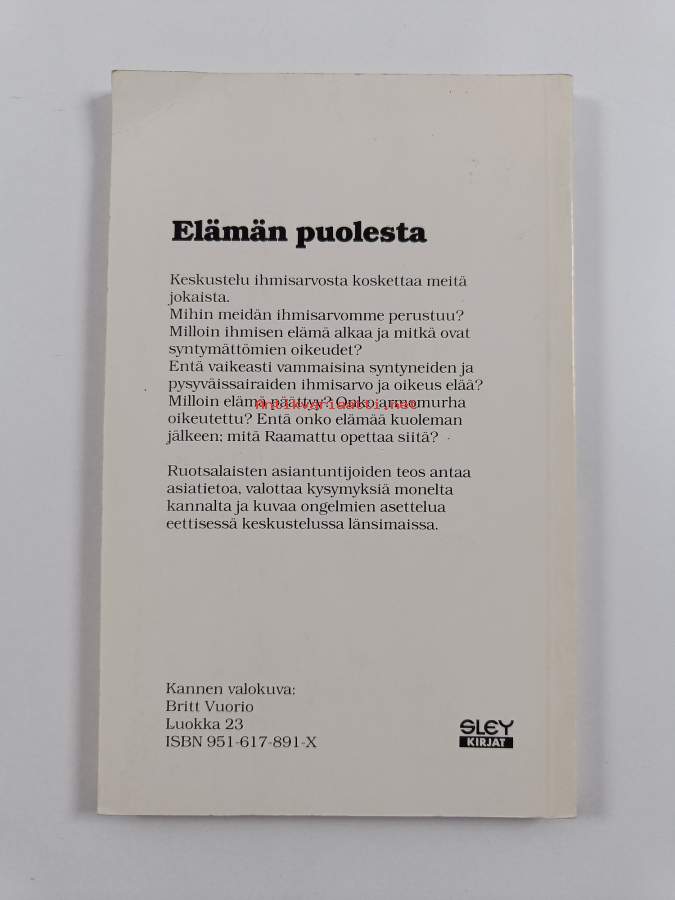 Elämän puolesta
Keskustelu ihmisarvosta koskettaa meitä
jokaista.
Mihin meidän ihmisarvomme perustuu?
Milloin ihmisen elämä alkaa ja mitkä ovat
syntymättömien oikeudet?
Entä vaikeasti vammaisina syntyneiden ja
pysyväissairaiden ihmisarvo ja oikeus elää?
Milloin elämä päättyy? Onko armomurha
Antikvariaatti.net
oikeutettu? Entä onko elämää kuoleman
jälkeen; mitä Raamattu opettaa siitä?
Ruotsalaisten asiantuntijoiden teos antaa
asiatietoa, valottaa kysymyksiä monelta
kannalta ja kuvaa ongelmien asettelua
eettisessä keskustelussa länsimaissa.
Kannen valokuva:
Britt Vuorio
Luokka 23
ISBN 951-617-891-X
SLEY
KIRJAT